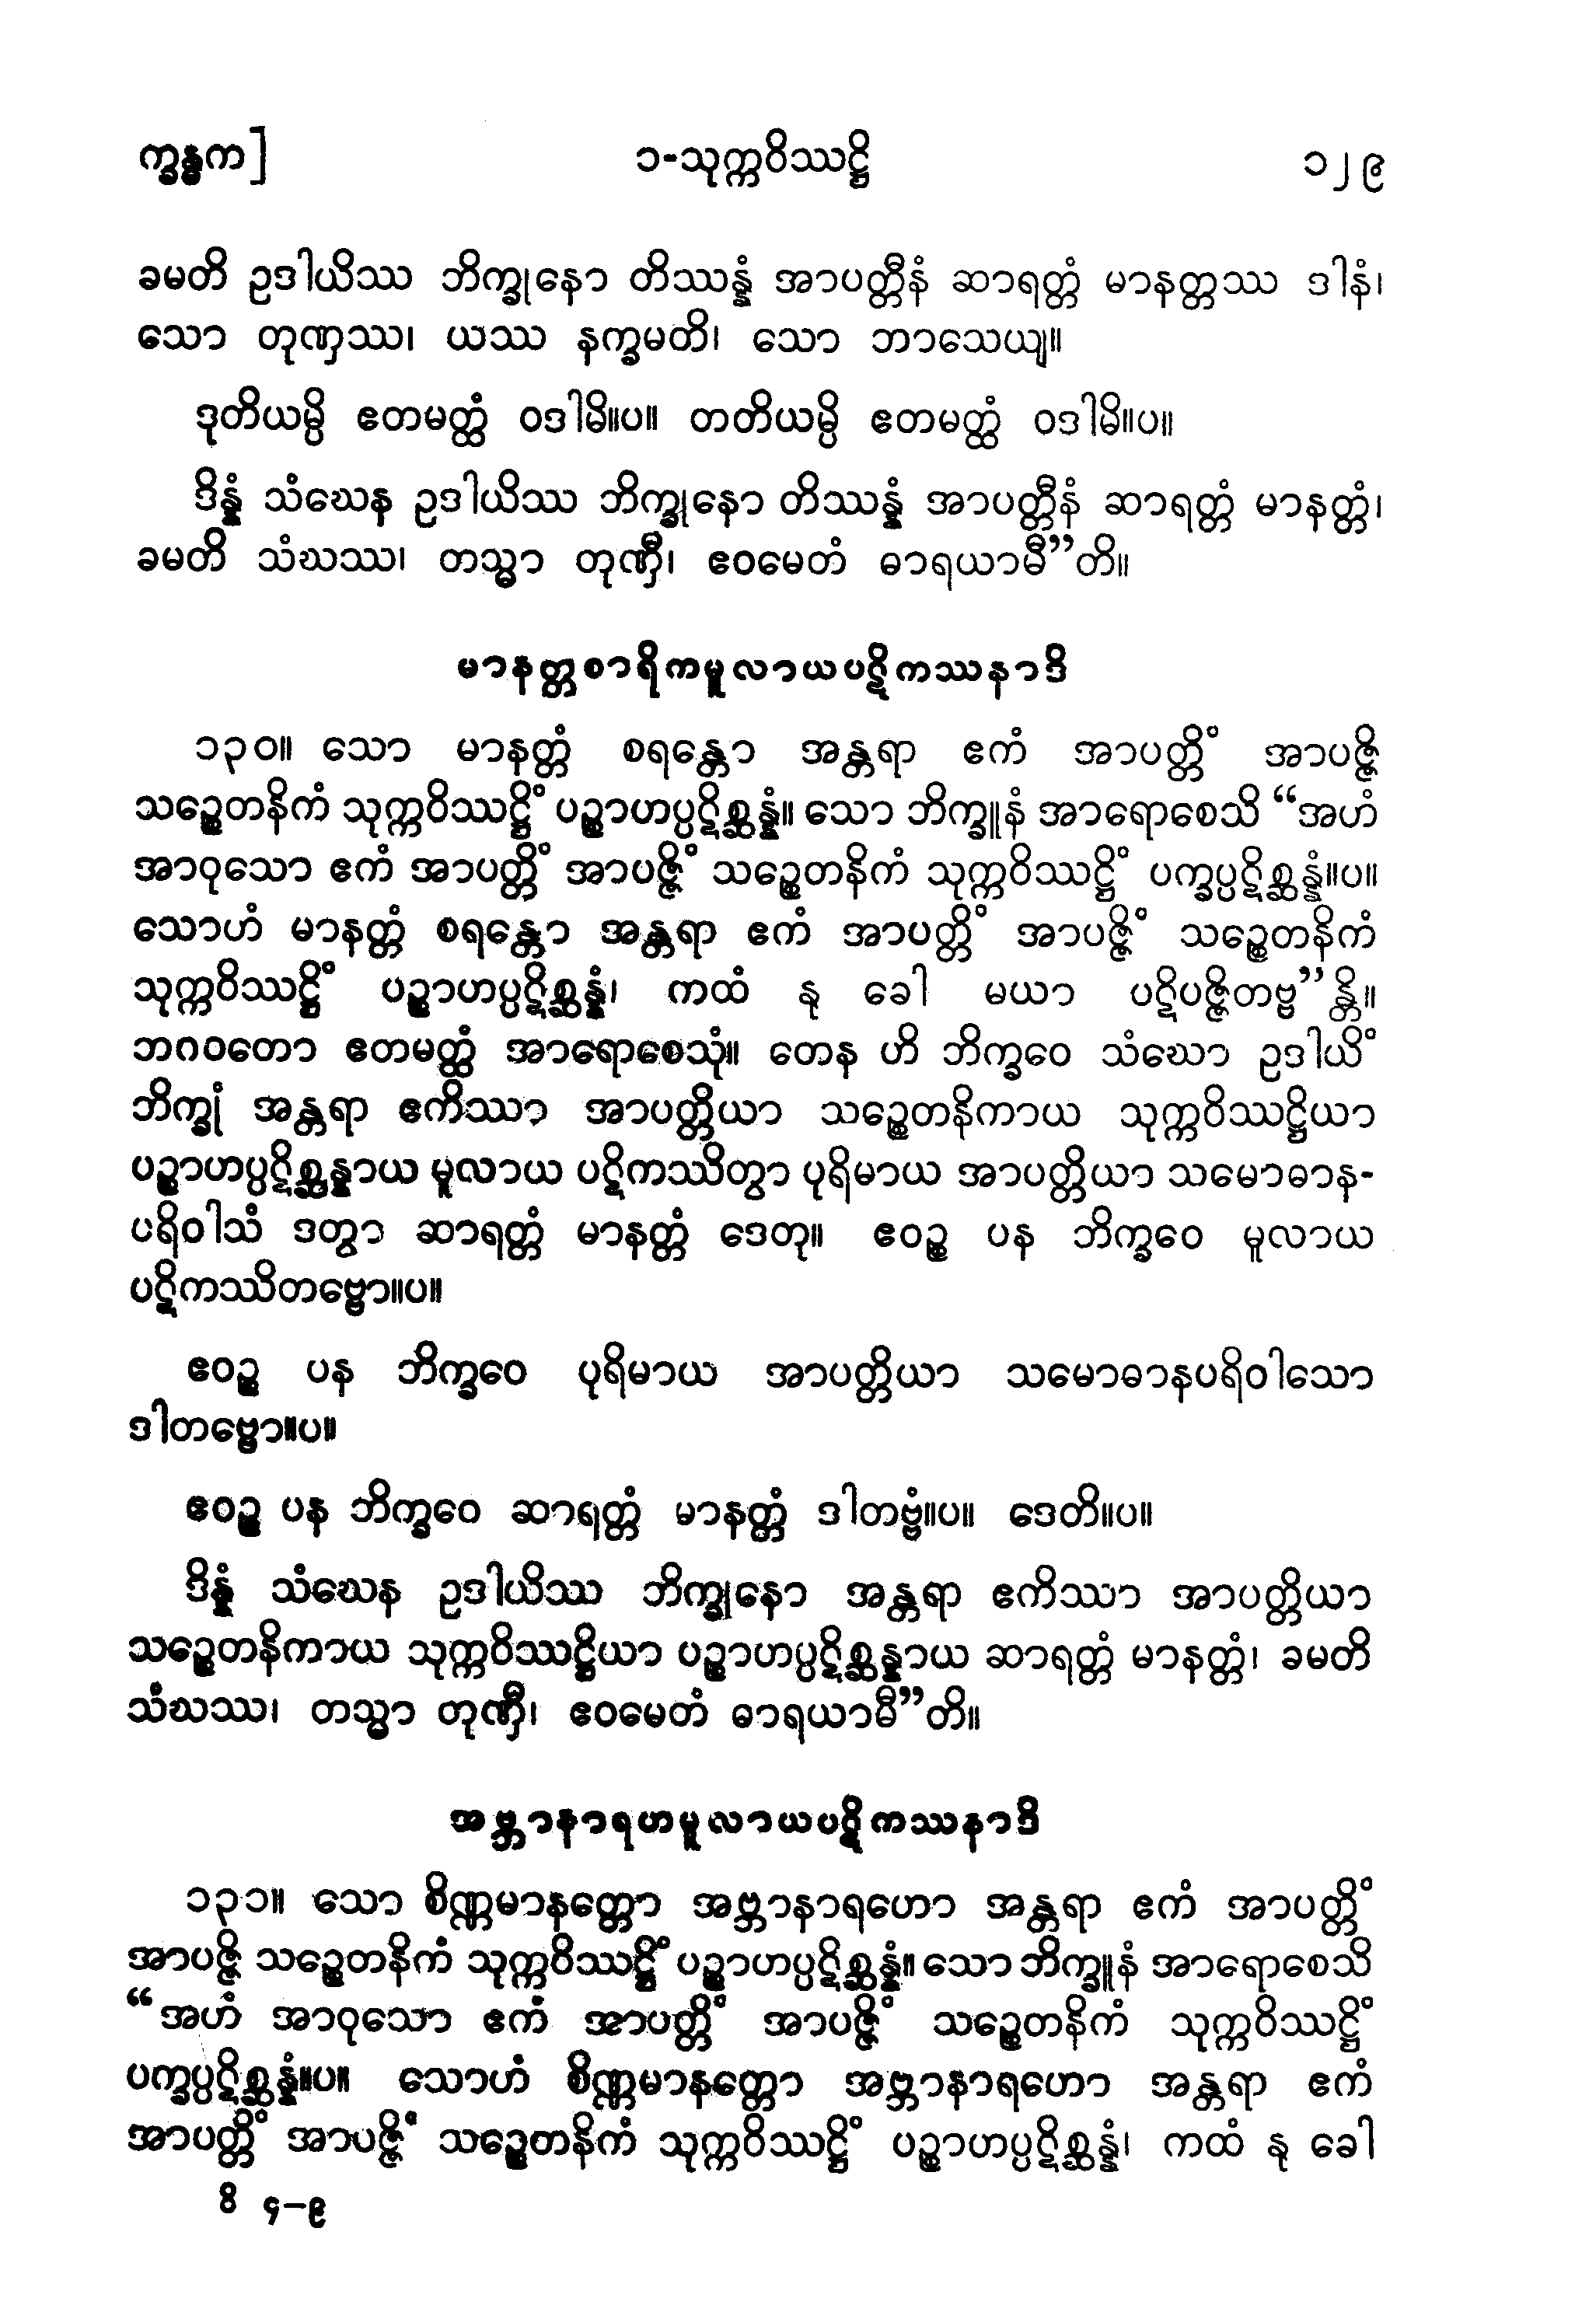 က္ခန္ဓက]
၁-သုက္ကဝိဿဋ္ဌိ
၁၂၉
ခမတိ ဥဒါယိဿ ဘိက္ခုနော တိဿန္နံ အာပတ္တီနံ ဆာရတ္တံ မာနတ္တဿ ဒါနံ၊
သော တုဏှဿ၊ ယဿ နက္ခမတိ၊ သော ဘာသေယျ။
ဒုတိယမ္ပိ ဧတမတ္ထံ ဝဒါမိ။ပ။ တတိယမ္ပိ ဧတမတ္ထံ ဝဒါမိ။ပ။
ဒိန္နံ သံဃေန ဥဒါယိဿ ဘိက္ခုနော တိဿန္နံ အာပတ္တီနံ ဆာရတ္တံ မာနတ္တံ၊
ခမတိ သံဃဿ၊ တသ္မာ တုဏှီ၊ ဧဝမေတံ ဓာရယာမီ”တိ။
မာနတ္တစာရိကမူလာယပဋိကဿနာဒိ
၁၃၀။ သော မာနတ္တံ စရန္တော အန္တရာ ဧကံ အာပတ္တိံ အာပဇ္ဇိ
သဉ္စေတနိကံ သုက္ကဝိဿဋ္ဌိံ ပဉ္စာဟပ္ပဋိစ္ဆန္နံ။ သော ဘိက္ခူနံ အာရောစေသိ “အဟံ
အာဝုသော ဧကံ အာပတ္တိံ အာပဇ္ဇိံ သဉ္စေတနိကံ သုက္ကဝိဿဋ္ဌိံ ပက္ခပ္ပဋိစ္ဆန္နံ။ပ။
သောဟံ မာနတ္တံ စရန္တော အန္တရာ ဧကံ အာပတ္တိံ အာပဇ္ဇိံ သဉ္စေတနိကံ
သုက္ကဝိဿဋ္ဌိံ ပဉ္စာဟပ္ပဋိစ္ဆန္နံ၊ ကထံ နု ခေါ မယာ ပဋိပဇ္ဇိတဗ္ဗ”န္တိ။
ဘဂဝတော ဧတမတ္ထံ အာရောစေသုံ။ တေန ဟိ ဘိက္ခဝေ သံဃော ဥဒါယိံ
ဘိက္ခုံ အန္တရာ ဧကိဿာ အာပတ္တိယာ သဉ္စေတနိကာယ သုက္ကဝိဿဋ္ဌိယာ
ပဉ္စာဟပ္ပဋိစ္ဆန္နာယ မူလာယ ပဋိကဿိတွာ ပုရိမာယ အာပတ္တိယာ သမောဓာန-
ပရိဝါသံ ဒတွာ ဆာရတ္တံ မာနတ္တံ ဒေတု။ ဧဝဉ္စ ပန ဘိက္ခဝေ မူလာယ
ပဋိကဿိတဗ္ဗော။ပ။
ဧဝဉ္စ ပန ဘိက္ခဝေ ပုရိမာယ အာပတ္တိယာ သမောဓာနပရိဝါသော
ဒါတဗ္ဗော။ပ။
ဧဝဉ္စ ပန ဘိက္ခဝေ ဆာရတ္တံ မာနတ္တံ ဒါတဗ္ဗံ။ပ။ ဒေတိ။ပ။
ဒိန္နံ သံဃေန ဥဒါယိဿ ဘိက္ခုနော အန္တရာ ဧကိဿာ အာပတ္တိယာ
သဉ္စေတနိကာယ သုက္ကဝိဿဋ္ဌိယာ ပဉ္စာဟပ္ပဋိစ္ဆန္နာယ ဆာရတ္တံ မာနတ္တံ၊ ခမတိ
သံဃဿ၊ တသ္မာ တုဏှီ၊ ဧဝမေတံ ဓာရယာမီ”တိ။
အဗ္ဘာနာရဟမူလာယပဋိကဿနာဒိ
၁၃၁။ သော စိဏ္ဏမာနတ္တော အဗ္ဘာနာရဟော အန္တရာ ဧကံ အာပတ္တိံ
အာပဇ္ဇိ သဉ္စေတနိကံ သုက္ကဝိဿဋ္ဌိံ ပဉ္စာဟပ္ပဋိစ္ဆန္နံ။ သော ဘိက္ခူနံ အာရောစေသိ
“အဟံ အာဝုသော ဧကံ အာပတ္တိံ အာပဇ္ဇိံ သဉ္စေတနိကံ သုက္ကဝိဿဋ္ဌိံ
ပက္ခပ္ပဋိစ္ဆန္နံ။ပ။ သောဟံ စိဏ္ဏမာနတ္တော အဗ္ဘာနာရဟော အန္တရာ ဧကံ
အာပတ္တိံ အာပဇ္ဇိံ သဉ္စေတနိကံ သုက္ကဝိဿဋ္ဌိံ ပဉ္စာဟပ္ပဋိစ္ဆန္နံ၊ ကထံ နု ခေါ
ဝိ ၄–၉